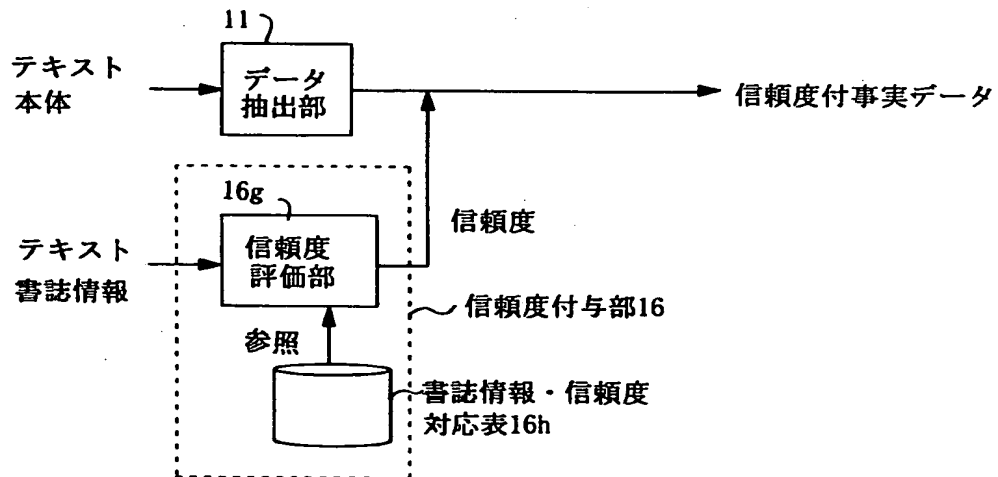 11
テキスト
本体
データ
抽出部
信頼度付事実データ
16g
信頼度
テキスト
書誌情報
信頼度
評価部
信頼度付与部16
参照
書誌情報・信頼度
対応表16h